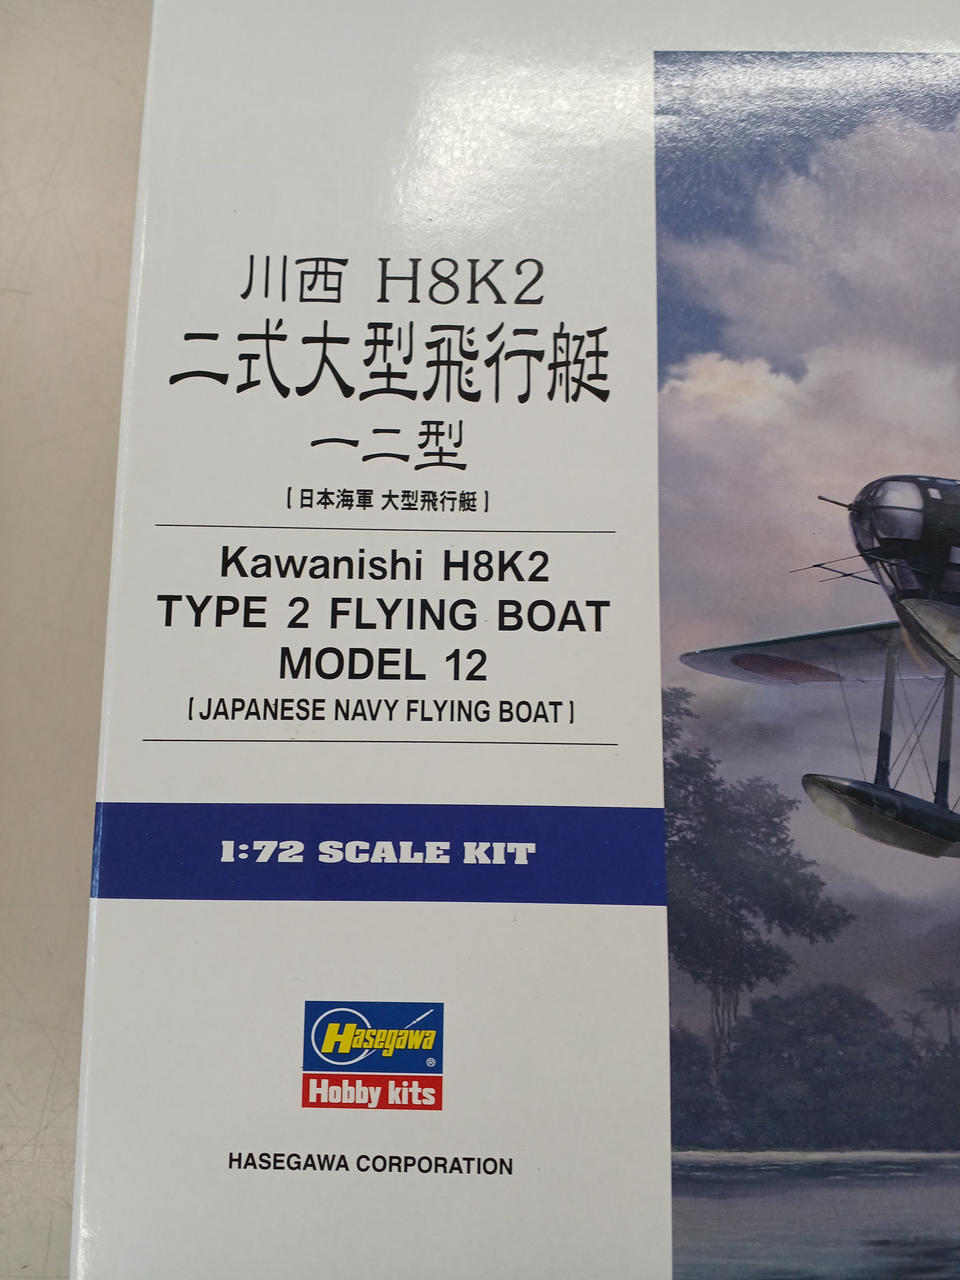 川西 H8K2
二式大型飛行艇
一二型
[日本海軍 大型飛行艇]
Kawanishi H8K2
TYPE 2 FLYING BOAT
MODEL 12
[JAPANESE NAVY FLYING BOAT]
1:72 SCALE KIT
Hasegawa®
Hobby kits
HASEGAWA CORPORATION